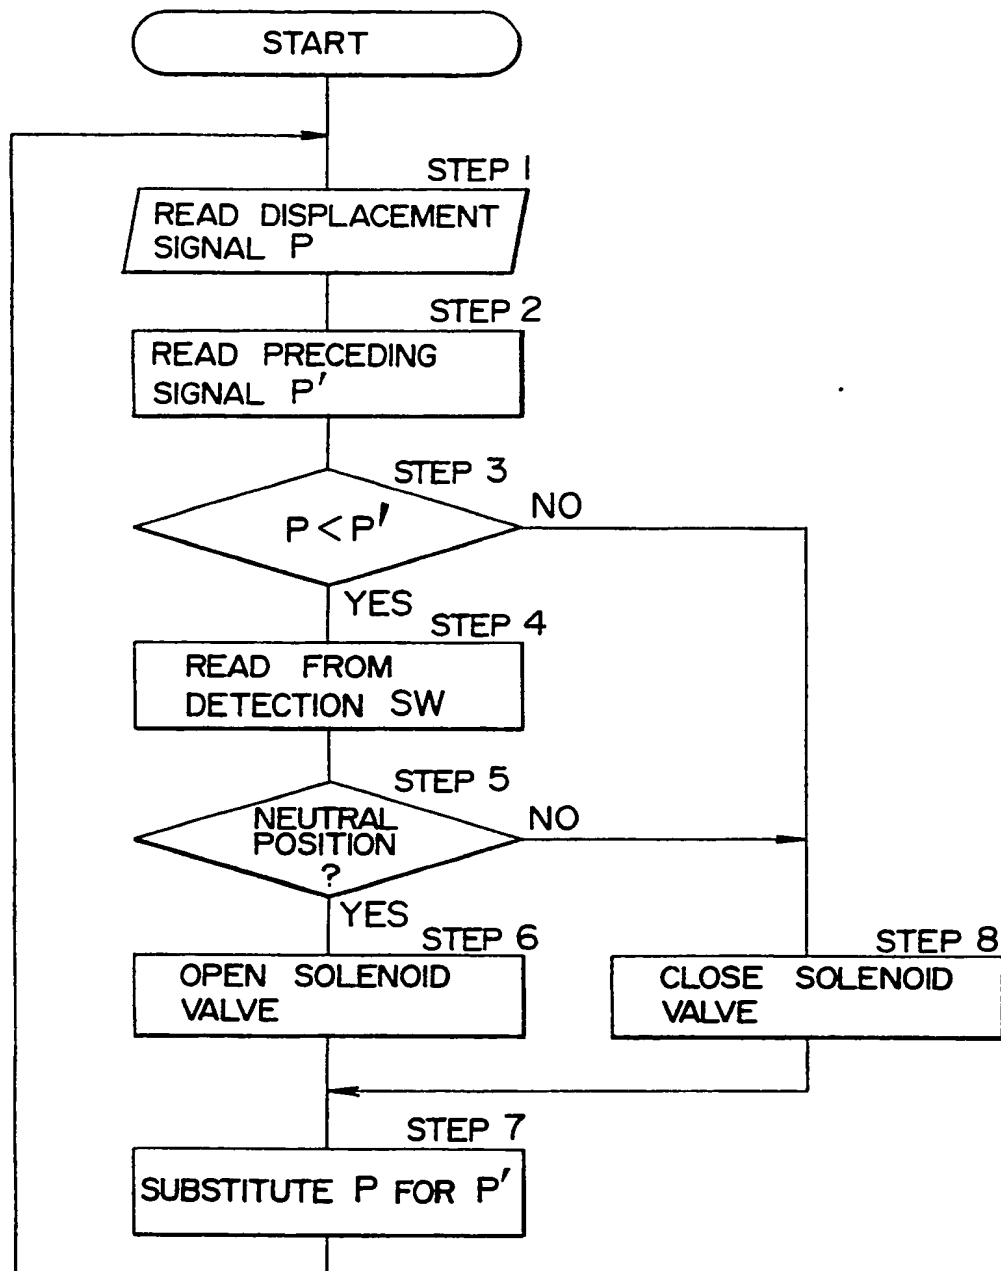 START
STEP 1
READ DISPLACEMENT
SIGNAL P
STEP 2
READ PRECEDING
SIGNAL P'
STEP 3
P < P'
NO
YES
STEP 4
READ FROM
DETECTION SW
STEP 5
NEUTRAL
POSITION
?
NO
YES
STEP 6
OPEN SOLENOID
VALVE
STEP 8
CLOSE SOLENOID
VALVE
STEP 7
SUBSTITUTE P FOR P'